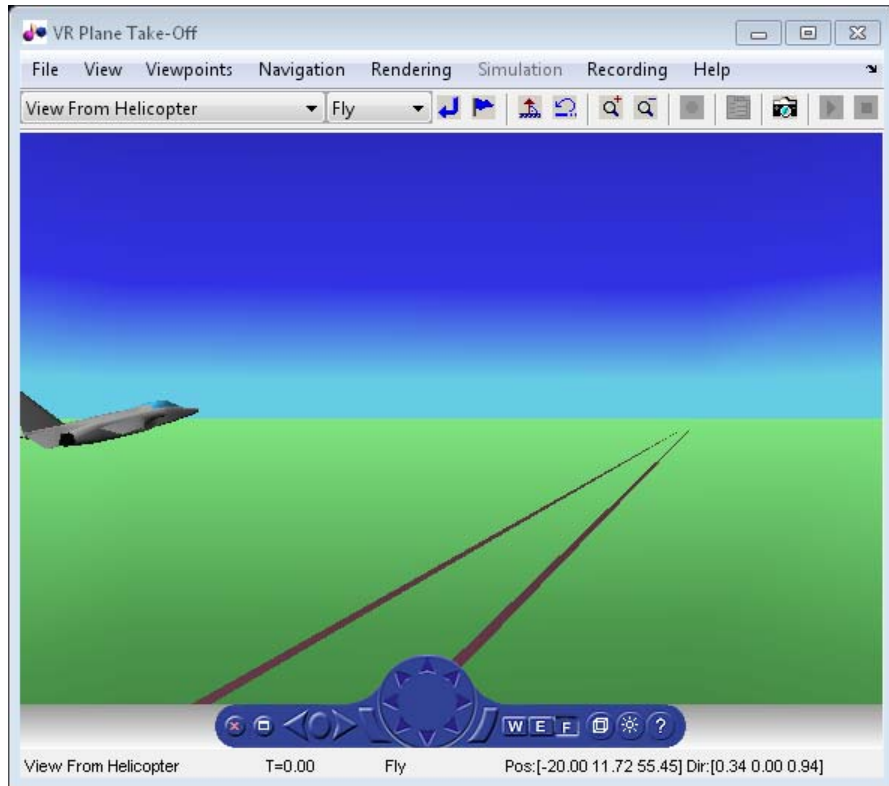 VR Plane Take-Off
File View Viewpoints Navigation Rendering Simulation Recording Help
View From Helicopter Fly
W E F ?
View From Helicopter T=0.00 Fly Pos:[-20.00 11.72 55.45] Dir:[0.34 0.00 0.94]